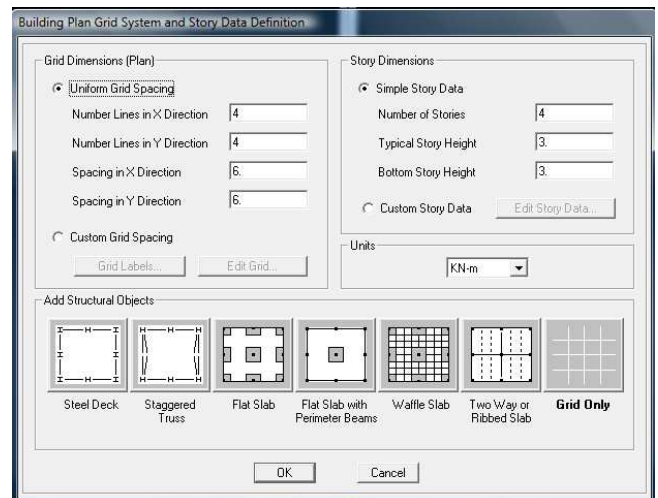 Building Plan Grid System and Story Data Definition
Grid Dimensions (Plan)
Uniform Grid Spacing
Number Lines in X Direction 4
Number Lines in Y Direction 4
Spacing in X Direction 6.
Spacing in Y Direction 6.
Custom Grid Spacing
Grid Labels... Edit Grid...
Story Dimensions
Simple Story Data
Number of Stories 4
Typical Story Height 3.
Bottom Story Height 3.
Custom Story Data Edit Story Data...
Units
KN-m
Add Structural Objects
Steel Deck
Staggered
Truss
Flat Slab
Flat Slab with
Perimeter Beams
Waffle Slab
Two Way or
Ribbed Slab
Grid Only
OK Cancel